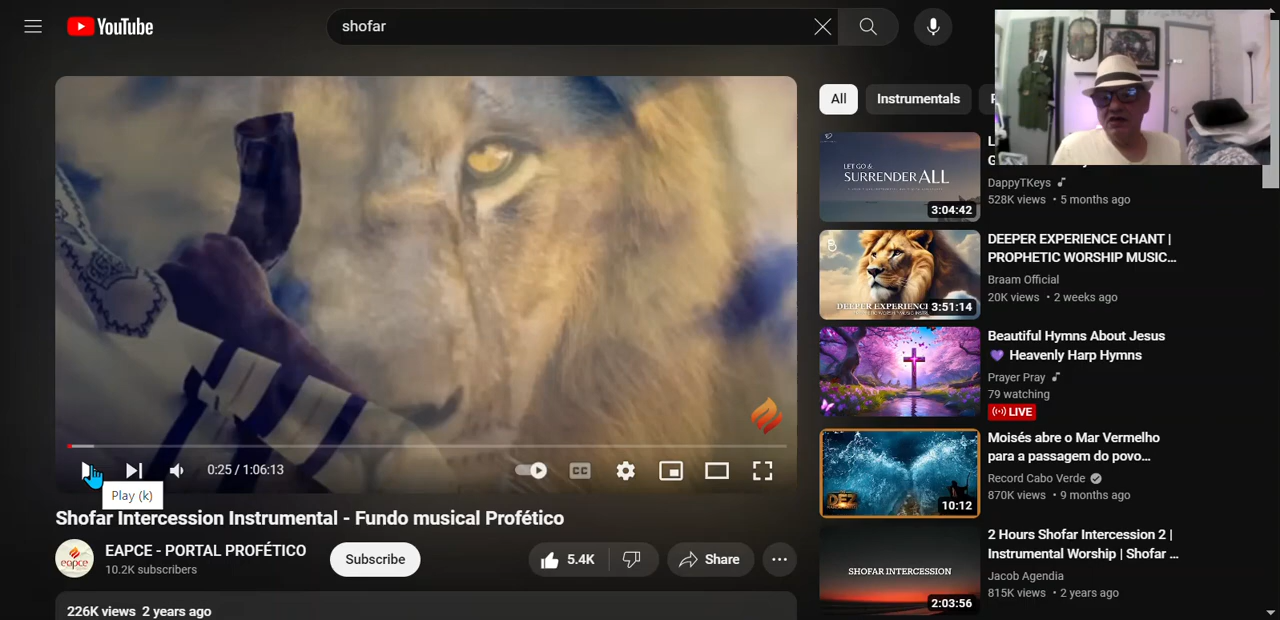 YouTube
shofar
0:25 / 1:06:13
CC
Play (k)
Shofar Intercession Instrumental - Fundo musical Profético
eapce
EAPCE - PORTAL PROFÉTICO
10.2K subscribers
Subscribe
5.4K
Share
226K views 2 years ago
All
Instrumentals
LET GO &
SURRENDER ALL
3:04:42
DappyTKeys
528K views • 5 months ago
DEEPER EXPERIENC
3:51:14
DEEPER EXPERIENCE CHANT |
PROPHETIC WORSHIP MUSIC...
Braam Official
20K views • 2 weeks ago
Beautiful Hymns About Jesus
💜 Heavenly Harp Hymns
Prayer Pray
79 watching
LIVE
DEZ
10:12
Moisés abre o Mar Vermelho
para a passagem do povo...
Record Cabo Verde
870K views • 9 months ago
SHOFAR INTERCESSION
2:03:56
2 Hours Shofar Intercession 2 |
Instrumental Worship | Shofar ...
Jacob Agendia
815K views • 2 years ago